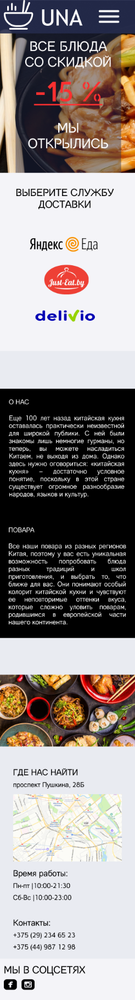 UNA
ВСЕ БЛЮДА
СО СКИДКОЙ
-15 %
МЫ
ОТКРЫЛИСЬ
ВЫБЕРИТЕ СЛУЖБУ
ДОСТАВКИ
Яндекс Еда
Just-Eat.by
delivio
О НАС
Еще 100 лет назад китайская кухня
оставалась практически неизвестной
для широкой публики. С ней были
знакомы лишь немногие гурманы, но
теперь, вы можете насладиться
Китаем, не выходя из дома. Однако
здесь нужно оговориться: «китайская
кухня» – достаточно условное
понятие, поскольку в этой стране
существует огромное разнообразие
народов, языков и культур.
ПОВАРА
Все наши повара из разных регионов
Китая, поэтому у вас есть уникальная
возможность попробовать блюда
разных традиций и школ
приготовления, и выбрать то, что
ближе для вас. Они понимают особый
колорит китайской кухни и чувствуют
ее неповторимые оттенки вкуса,
которые сложно уловить поварам,
родившимся в европейской части
нашего континента.
ГДЕ НАС НАЙТИ
проспект Пушкина, 28Б
Время работы:
Пн-пт |10:00-21:30
Сб-Вс |10:00-23:00
Контакты:
+375 (29) 234 65 23
+375 (44) 987 12 98
МЫ В СОЦСЕТЯХ